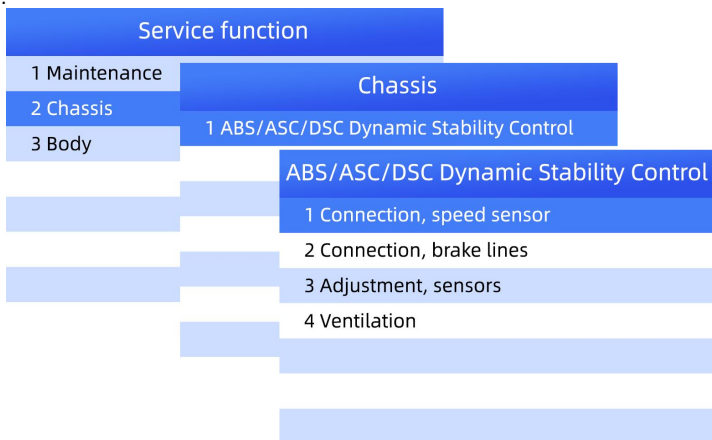 Service function
1 Maintenance
2 Chassis
3 Body
Chassis
1 ABS/ASC/DSC Dynamic Stability Control
ABS/ASC/DSC Dynamic Stability Control
1 Connection, speed sensor
2 Connection, brake lines
3 Adjustment, sensors
4 Ventilation